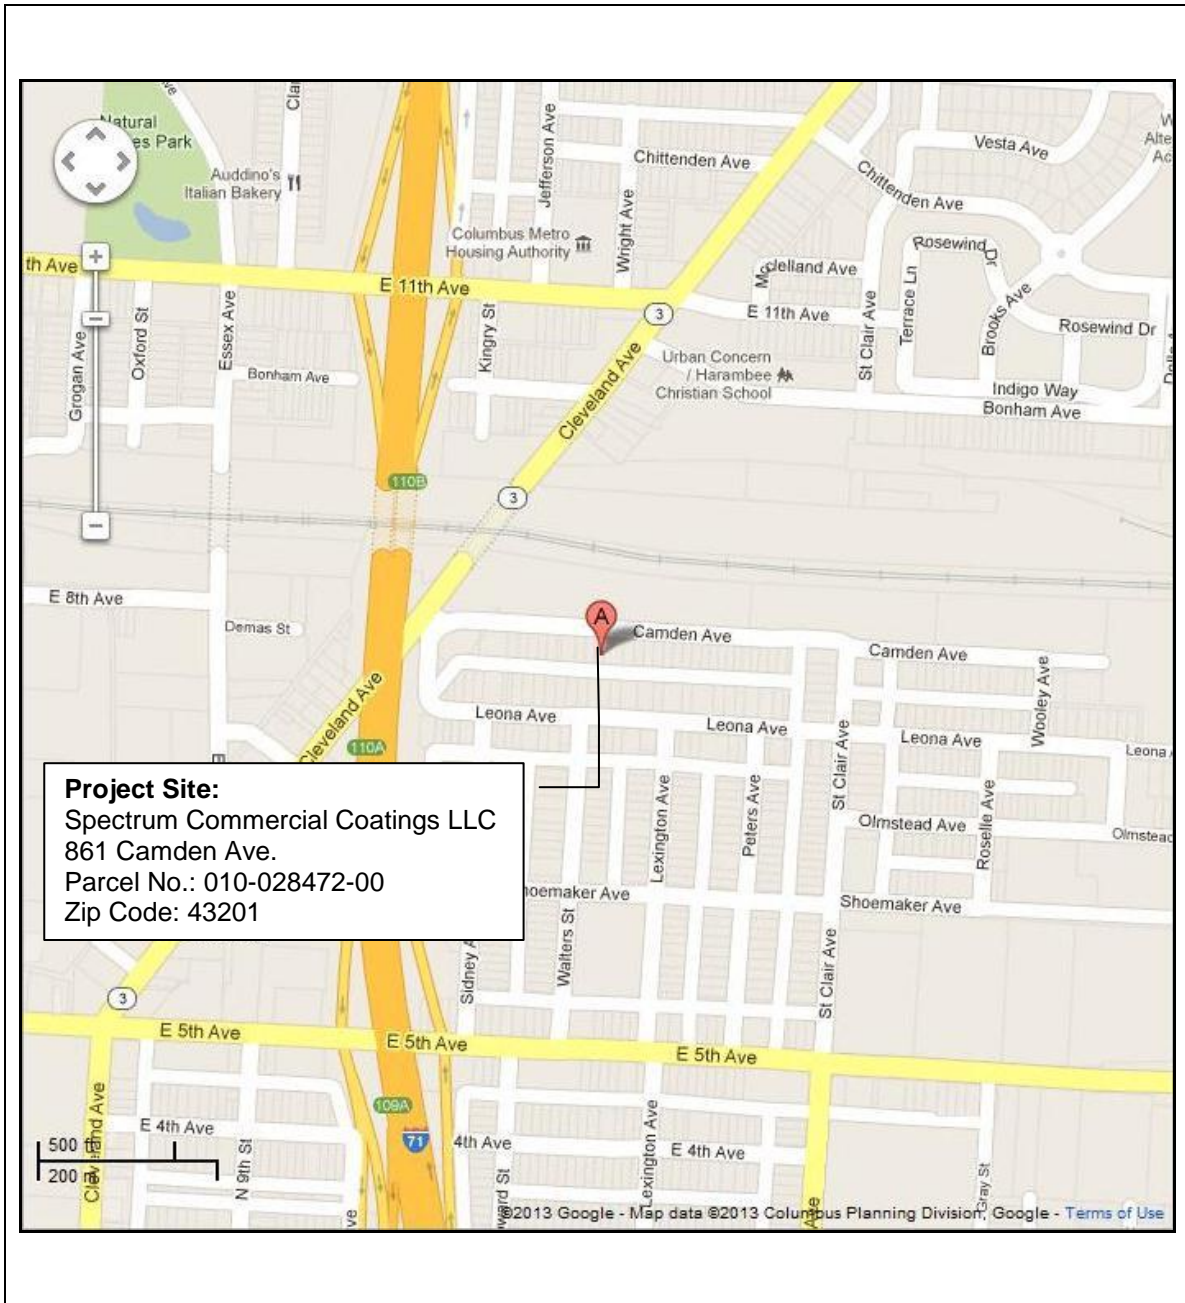 Natural
es Park
Auddino's
Italian Bakery
Jefferson Ave
Wright Ave
Chittenden Ave
Vesta Ave
Chittenden Ave
Columbus Metro
Housing Authority
Rosewind Dr
Mcclelland Ave
th Ave
E 11th Ave
3
E 11th Ave
St Clair Ave
Terrace Ln
Brooks Ave
Rosewind Dr
Grogan Ave
Oxford St
Essex Ave
Bonham Ave
Kingry St
Cleveland Ave
Urban Concern
/ Harambee
Christian School
Indigo Way
Bonham Ave
110B
3
E 8th Ave
Demas St
A
Camden Ave
Camden Ave
Wooley Ave
Cleveland Ave
Leona Ave
Leona Ave
Leona Ave
Leona
110A
St Clair Ave
Project Site:
Spectrum Commercial Coatings LLC
861 Camden Ave.
Parcel No.: 010-028472-00
Zip Code: 43201
Lexington Ave
Peters Ave
Olmstead Ave
Roselle Ave
Olmstead
hoemaker Ave
Shoemaker Ave
Sidney A
Walters St
St Clair Ave
3
E 5th Ave
E 5th Ave
E 5th Ave
109A
71
Cleveland Ave
E 4th Ave
N 9th St
4th Ave
Lexington Ave
E 4th Ave
Gray St
ward St
ve
Ave
500 ft
200 m
©2013 Google - Map data ©2013 Columbus Planning Division, Google - Terms of Use